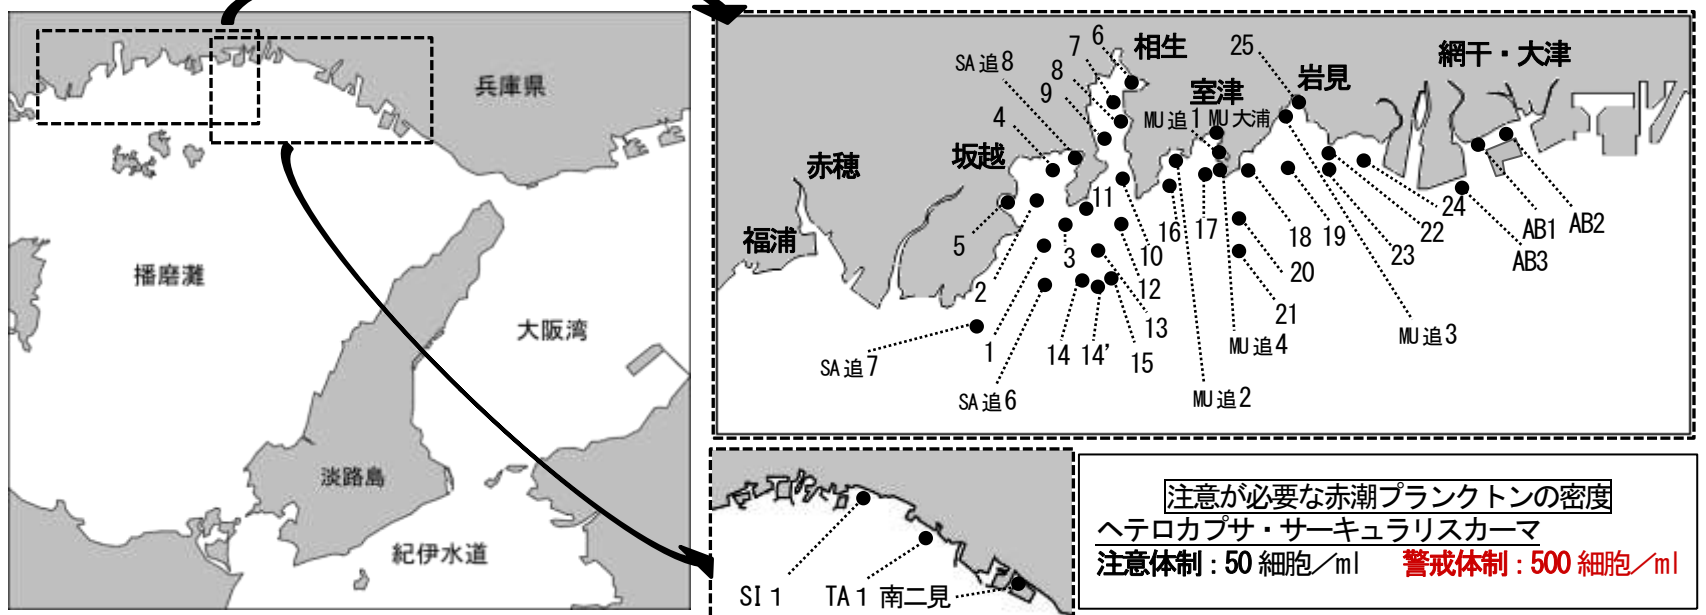 兵庫県
播磨灘
大阪湾
淡路島
紀伊水道
相生
網干・大津
岩見
室津
坂越
赤穂
福浦
6
7
8
9
SA追8
4
25
MU追1
MU大浦
5
2
1
3
11
10
12
13
14
14’
15
16
17
18
19
20
21
22
23
24
SA追7
SA追6
MU追2
MU追4
MU追3
AB1
AB2
AB3
SI 1
TA 1
南二見
注意が必要な赤潮プランクトンの密度
ヘテロカプサ・サーキュラリスカーマ
注意体制：50 細胞／ml 警戒体制：500 細胞／ml